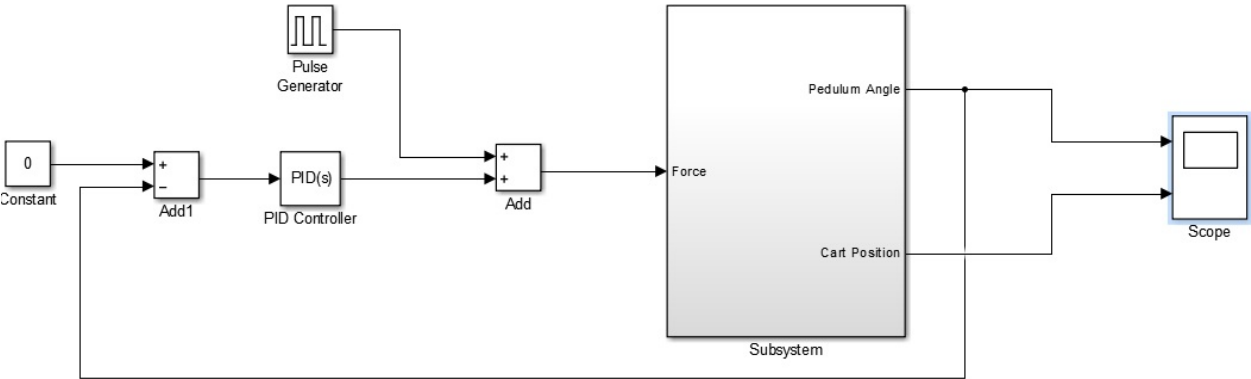 Pulse
Generator
Pedulum Angle
0
+
−
Constant
Add1
PID(s)
PID Controller
+
+
Add
Force
Cart Position
Scope
Subsystem